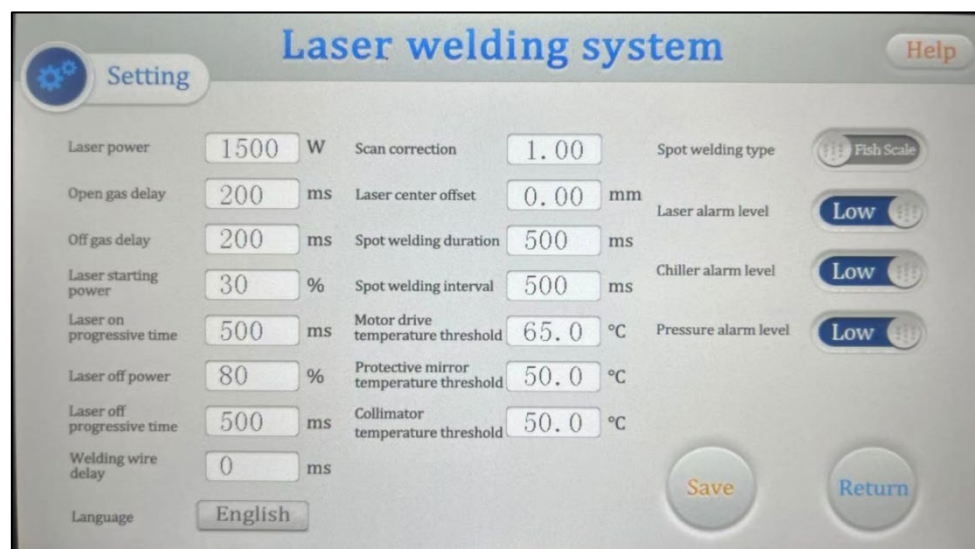 Laser welding system
Help
Setting
Laser power 1500 W
Open gas delay 200 ms
Off gas delay 200 ms
Laser starting
power 30 %
Laser on
progressive time 500 ms
Laser off power 80 %
Laser off
progressive time 500 ms
Welding wire
delay 0 ms
Language English
Scan correction 1.00
Laser center offset 0.00 mm
Spot welding duration 500 ms
Spot welding interval 500 ms
Motor drive
temperature threshold 65.0 °C
Protective mirror
temperature threshold 50.0 °C
Collimator
temperature threshold 50.0 °C
Spot welding type Fish Scale
Laser alarm level Low
Chiller alarm level Low
Pressure alarm level Low
Save
Return